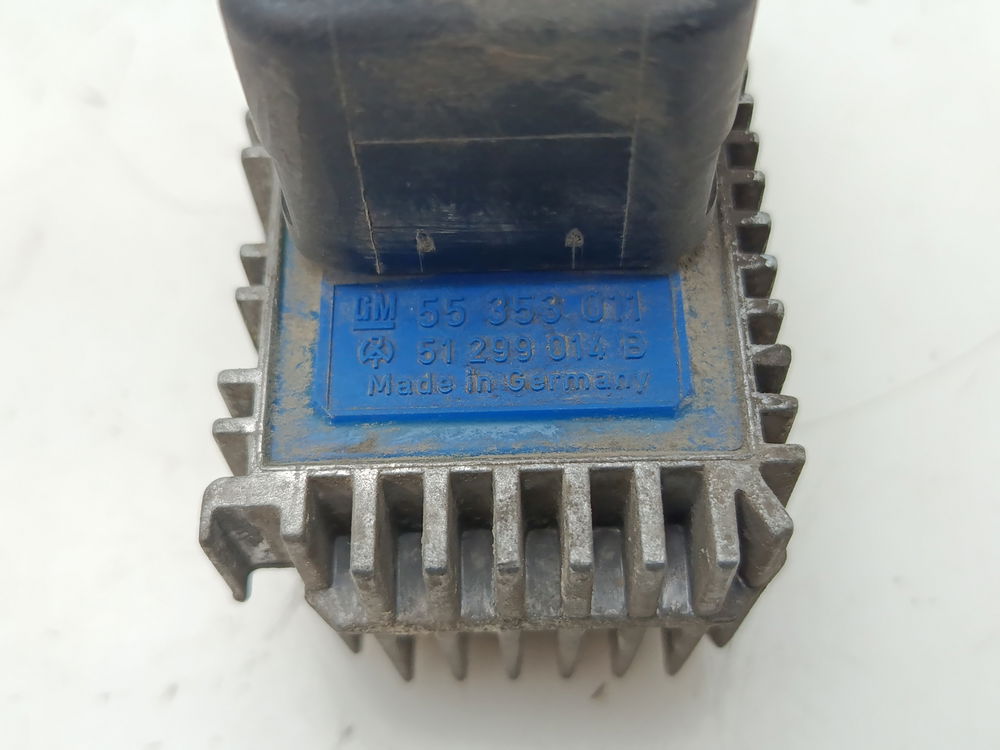 GM 55 353 011
51 299 014 B
Made in Germany